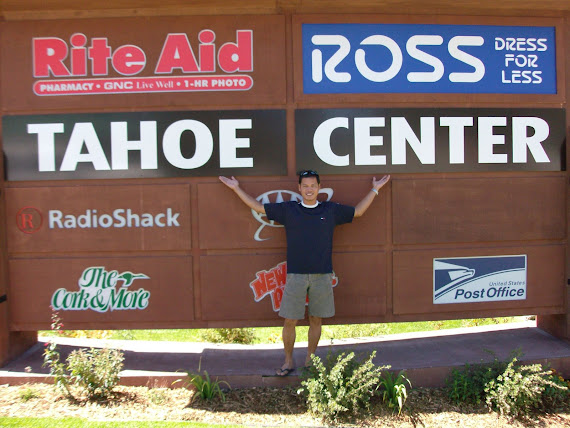 Rite Aid
PHARMACY • GNC Live Well • 1-HR PHOTO
ROSS DRESS
FOR
LESS
TAHOE CENTER
R RadioShack
The
Cork & More
NEW
United States
Post Office